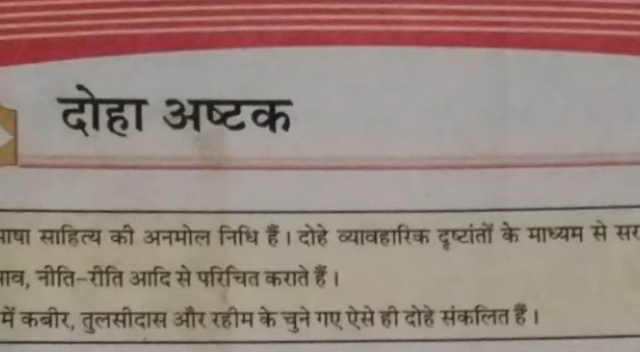 दोहा अष्टक
साहित्य की अनमोल निधि हैं। दोहे व्यावहारिक दृष्टांतों के माध्यम से
नीति-रीति आदि से परिचित कराते हैं।
में कबीर, तुलसीदास और रहीम के चुने गए ऐसे ही दोहे संकलित हैं।